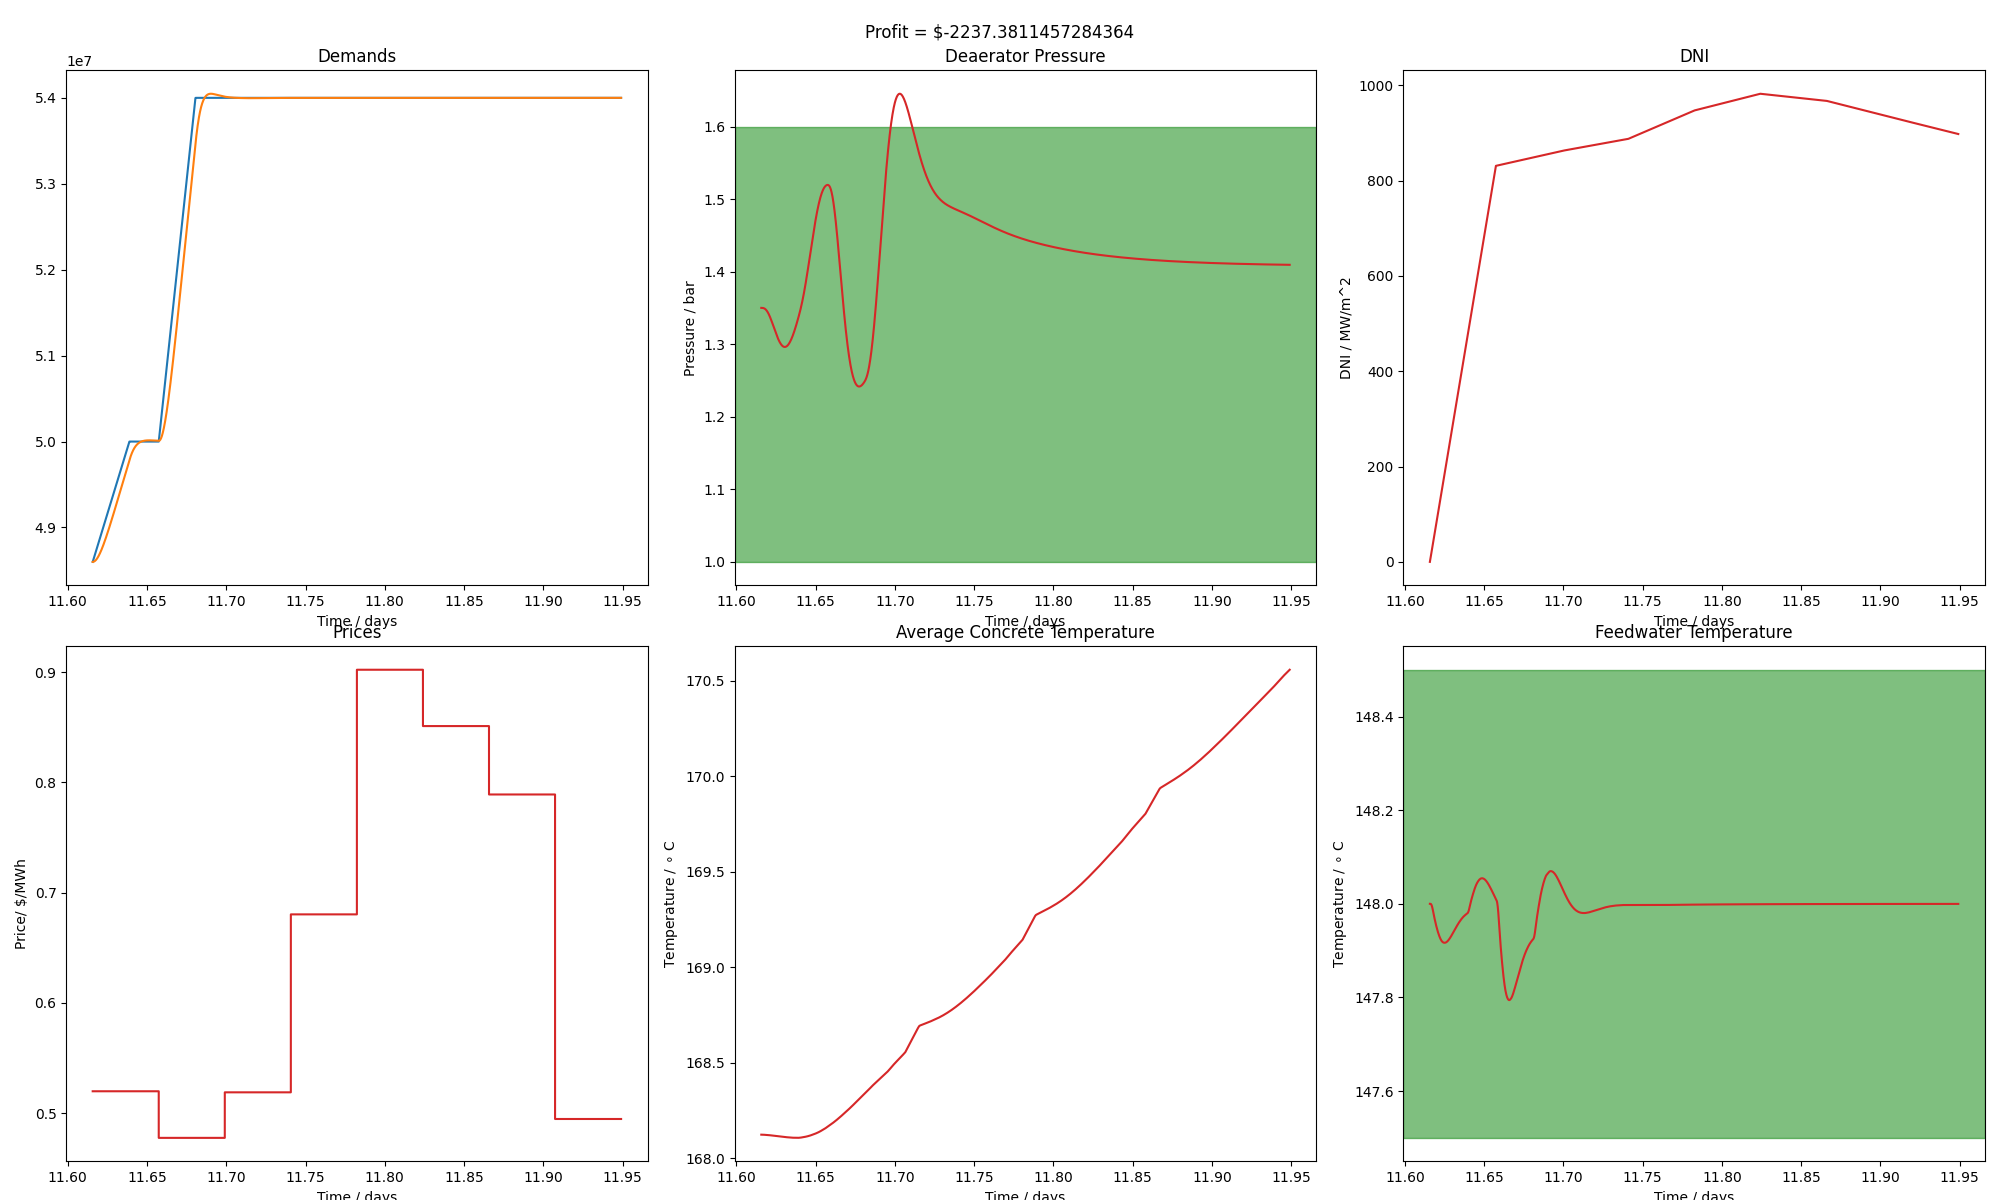 Profit = $-2237.3811457284364
Demands
1e7
5.4
5.3
5.2
5.1
5.0
4.9
11.60 11.65 11.70 11.75 11.80 11.85 11.90 11.95
Time / days
Deaerator Pressure
Pressure / bar
1.6
1.5
1.4
1.3
1.2
1.1
1.0
11.60 11.65 11.70 11.75 11.80 11.85 11.90 11.95
Time / days
DNI
DNI / MW/m^2
1000
800
600
400
200
0
11.60 11.65 11.70 11.75 11.80 11.85 11.90 11.95
Time / days
Prices
Price/ $/MWh
0.9
0.8
0.7
0.6
0.5
11.60 11.65 11.70 11.75 11.80 11.85 11.90 11.95
Time / days
Average Concrete Temperature
Temperature / ∘ C
170.5
170.0
169.5
169.0
168.5
168.0
11.60 11.65 11.70 11.75 11.80 11.85 11.90 11.95
Time / days
Feedwater Temperature
Temperature / ∘ C
148.4
148.2
148.0
147.8
147.6
11.60 11.65 11.70 11.75 11.80 11.85 11.90 11.95
Time / days